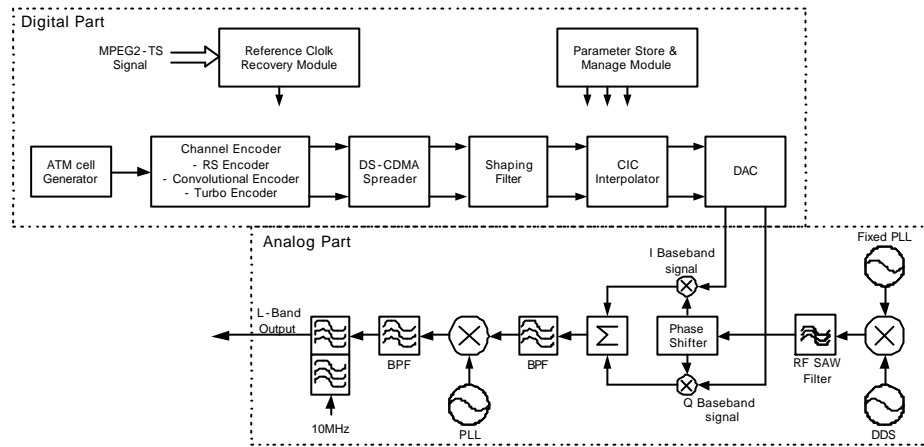 Digital Part
MPEG2-TS
Signal
Reference Clolk
Recovery Module
Parameter Store &
Manage Module
ATM cell
Generator
Channel Encoder
- RS Encoder
- Convolutional Encoder
- Turbo Encoder
DS-CDMA
Spreader
Shaping
Filter
CIC
Interpolator
DAC
Analog Part
I Baseband
signal
Fixed PLL
L-Band
Output
BPF
BPF
Σ
Phase
Shifter
RF SAW
Filter
Q Baseband
signal
10MHz
PLL
DDS